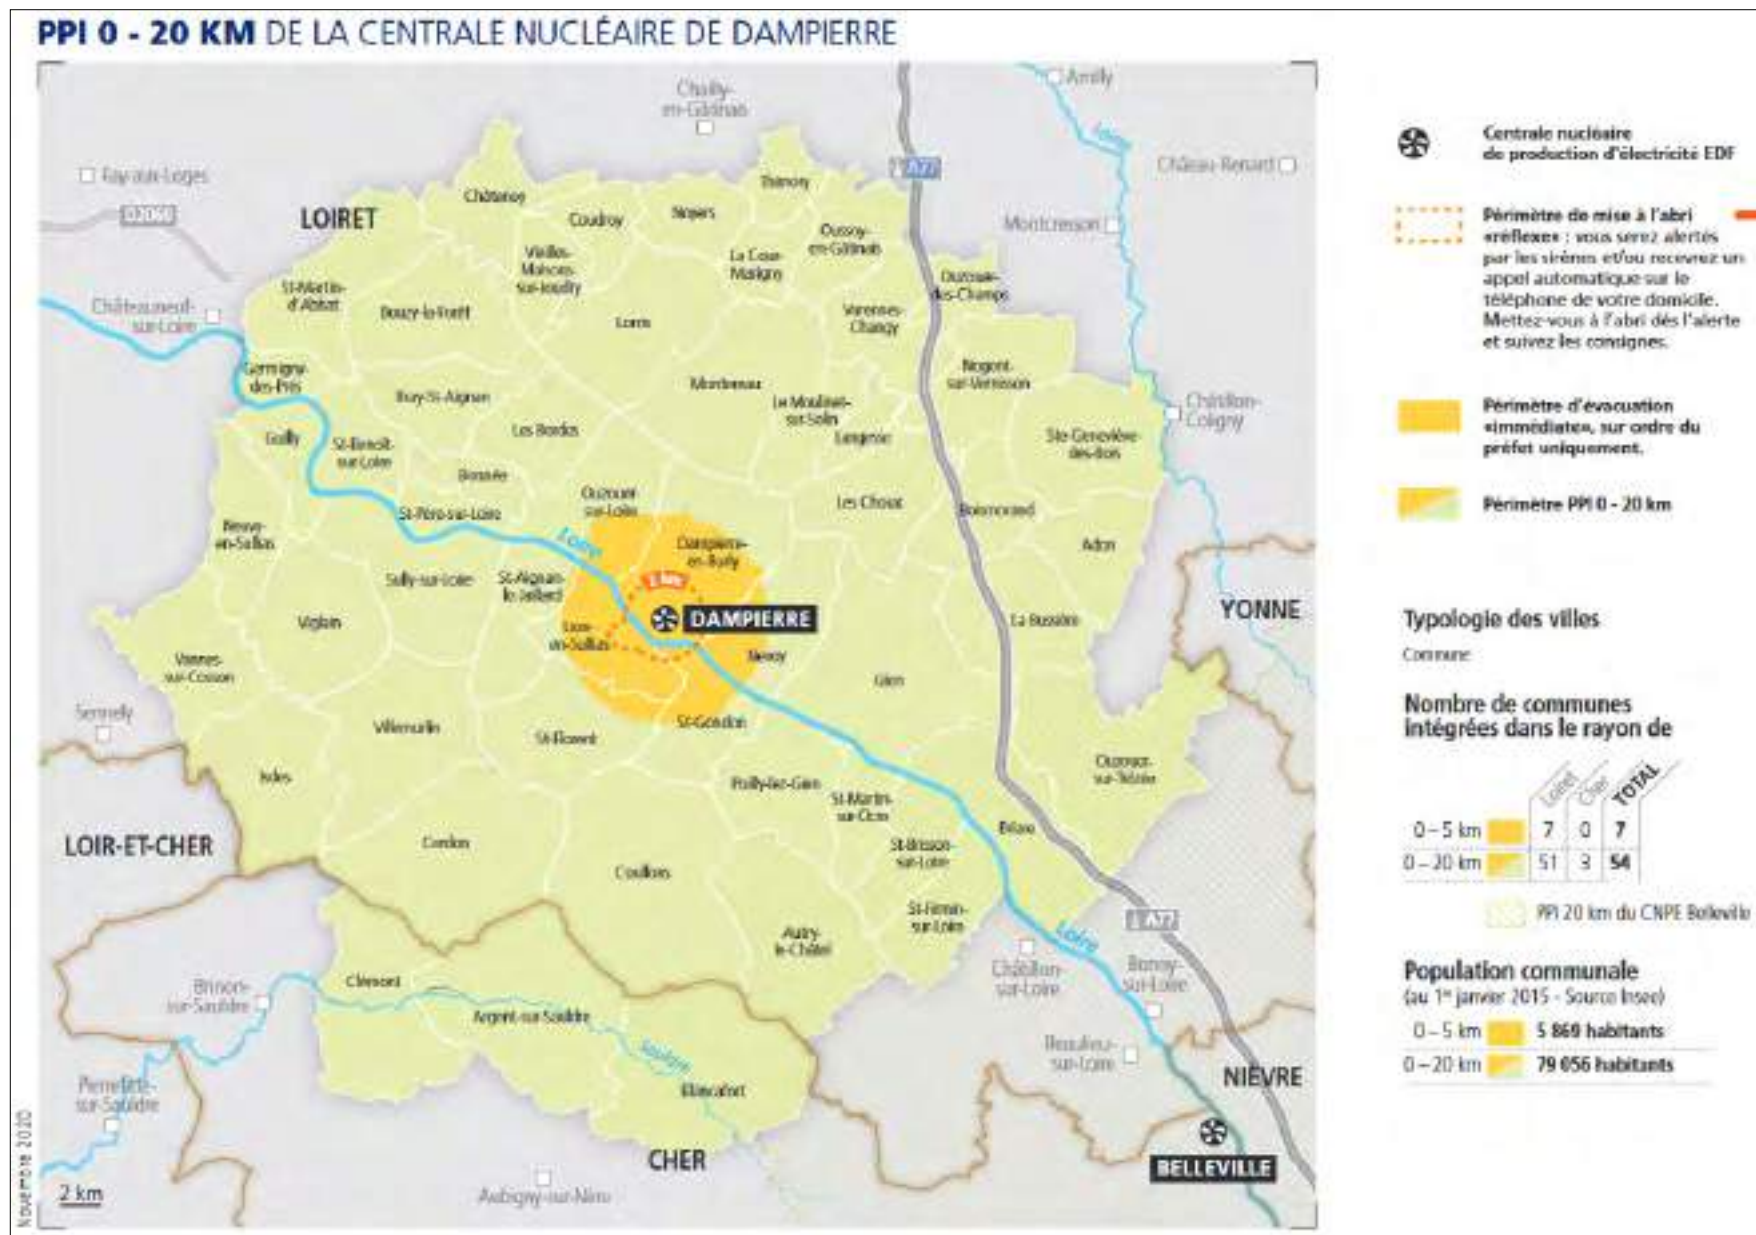 PPI 0 - 20 KM DE LA CENTRALE NUCLÉAIRE DE DAMPIERRE
Chailly-
en-Gâtinais
Amilly
Loing
Fay-aux-Loges
D2060
LOIRET
A77
Château-Renard
Montcresson
Châtenoy
Coudroy
Noyers
Thimory
Oussoy-
en-Gâtinais
Vieilles-
Maisons-
sur-Joudry
La Cour-
Marigny
Ouzouer-
des-Champs
St-Martin-
d'Abbat
Bouzy-la-Forêt
Lorris
Varennes-
Changy
Châteauneuf-
sur-Loire
Germigny-
des-Prés
Bray-St-Aignan
Montereau
Le Moulinet-
sur-Solin
Nogent-
sur-Vernisson
Châtillon-
Coligny
Guilly
St-Benoît-
sur-Loire
Les Bordes
Langesse
Ste-Geneviève-
des-Bois
Bonnée
Ouzouer-
sur-Loire
Les Choux
Boismorand
St-Père-sur-Loire
Neuvy-
en-Sullias
Loire
Dampierre-
en-Burly
Adon
Sully-sur-Loire
St-Aignan-
le-Jaillard
2 km
DAMPIERRE
YONNE
Viglain
Lion-
en-Sullias
Nevoy
La Bussière
Vannes-
sur-Cosson
Gien
Sennely
Villemurlin
St-Florent
St-Gondon
Isdes
Poilly-lez-Gien
Ouzouer-
sur-Trézée
St-Martin-
sur-Ocre
Briare
LOIR-ET-CHER
Cerdon
Coullons
St-Brisson-
sur-Loire
St-Firmin-
sur-Loire
A77
Autry-
le-Châtel
Loire
Châtillon-
sur-Loire
Bonny-
sur-Loire
Clémont
Brinon-
sur-Sauldre
Argent-sur-Sauldre
Sauldre
Beaulieu-
sur-Loire
Blancafort
NIÈVRE
Pierrefitte-
sur-Sauldre
CHER
BELLEVILLE
Aubigny-sur-Nère
2 km
Novembre 2020
Centrale nucléaire
de production d'électricité EDF
Périmètre de mise à l'abri
«réflexe» : vous serez alertés
par les sirènes et/ou recevrez un
appel automatique sur le
téléphone de votre domicile.
Mettez-vous à l'abri dès l'alerte
et suivez les consignes.
Périmètre d'évacuation
«immédiate», sur ordre du
préfet uniquement.
Périmètre PPI 0 - 20 km
Typologie des villes
Commune
Nombre de communes
intégrées dans le rayon de
Loiret Cher TOTAL
0 – 5 km 7 0 7
0 – 20 km 51 3 54
PPI 20 km du CNPE Belleville
Population communale
(au 1er janvier 2015 - Source Insee)
0 – 5 km 5 869 habitants
0 – 20 km 79 056 habitants